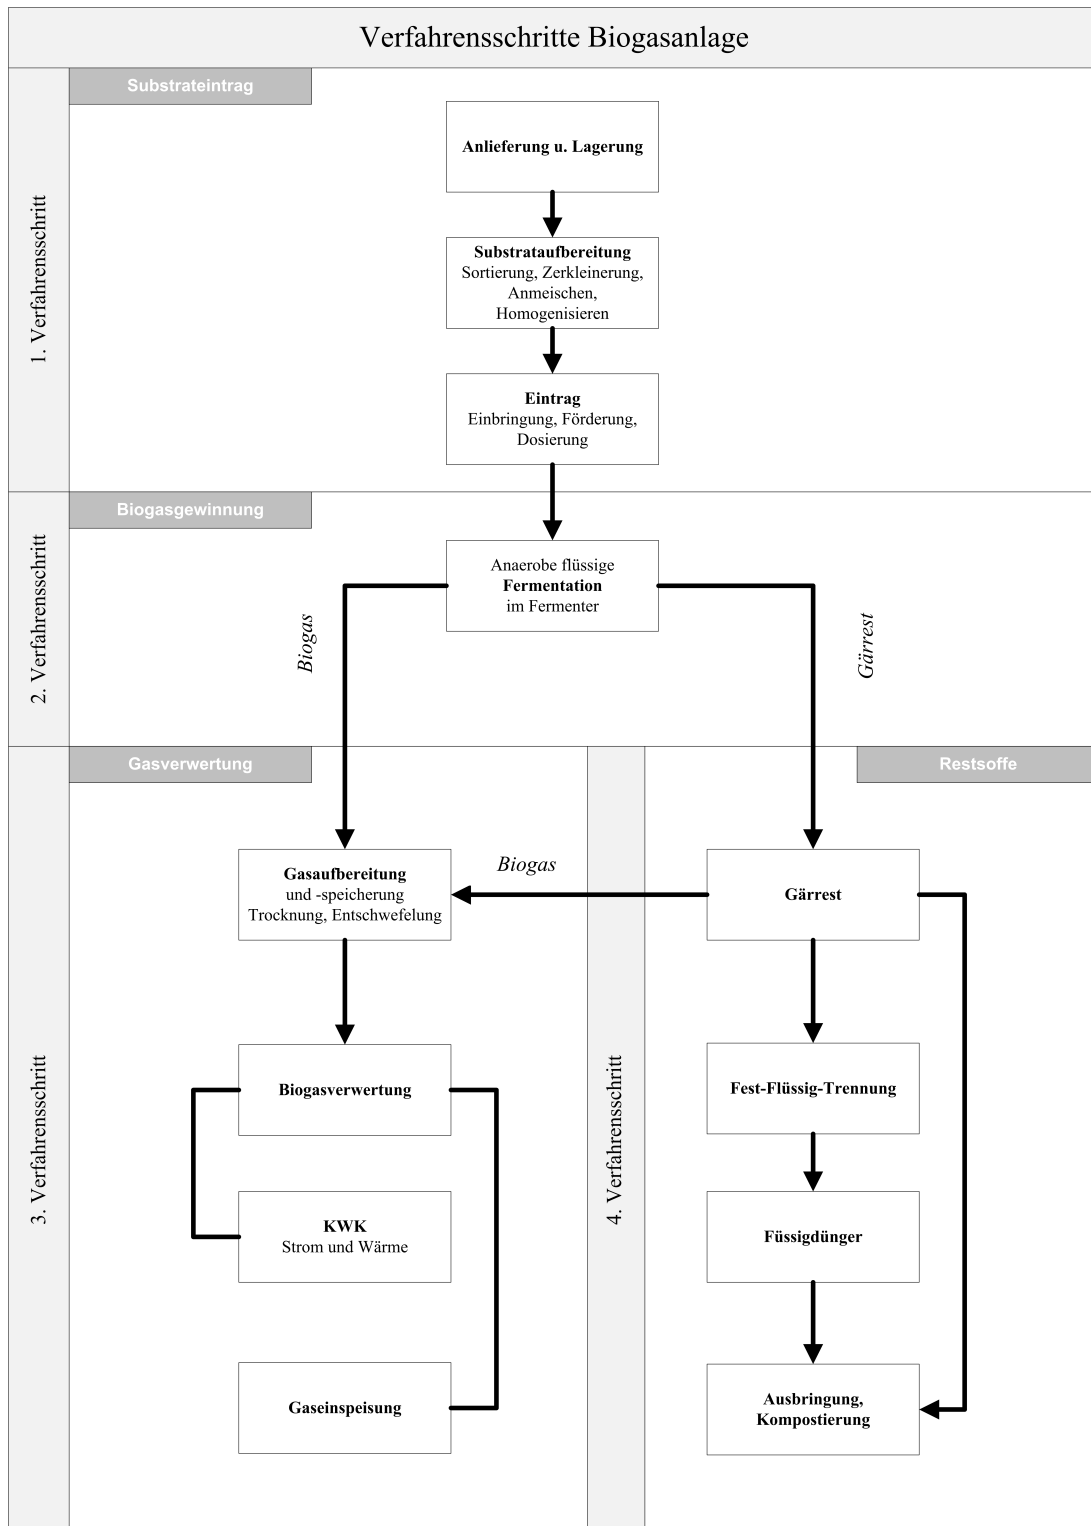 Verfahrensschritte Biogasanlage
1. Verfahrensschritt
Substrateintrag
Anlieferung u. Lagerung
Substrataufbereitung
Sortierung, Zerkleinerung,
Anmeischen,
Homogenisieren
Eintrag
Einbringung, Förderung,
Dosierung
2. Verfahrensschritt
Biogasgewinnung
Anaerobe flüssige
Fermentation
im Fermenter
Biogas
Gärrest
3. Verfahrensschritt
Gasverwertung
Gasaufbereitung
und -speicherung
Trocknung, Entschwefelung
Biogas
Biogasverwertung
KWK
Strom und Wärme
Gaseinspeisung
4. Verfahrensschritt
Restsoffe
Gärrest
Fest-Flüssig-Trennung
Füssigdünger
Ausbringung,
Kompostierung